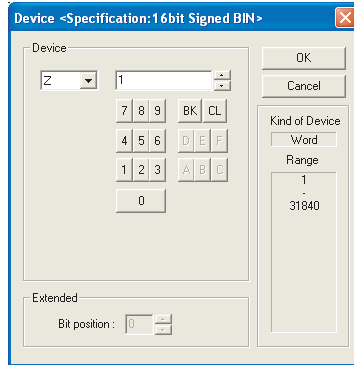 Device <Specification:16bit Signed BIN>
Device
Z 1
7 8 9 BK CL
4 5 6 D E F
1 2 3 A B C
0
OK
Cancel
Kind of Device
Word
Range
1
-
31840
Extended
Bit position : 0